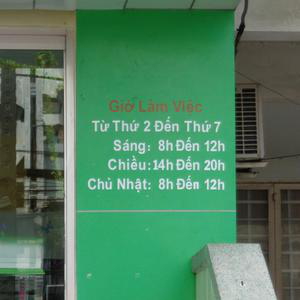 Giờ Làm Việc
Từ Thứ 2 Đến Thứ 7
Sáng: 8h Đến 12h
Chiều: 14h Đến 20h
Chủ Nhật: 8h Đến 12h